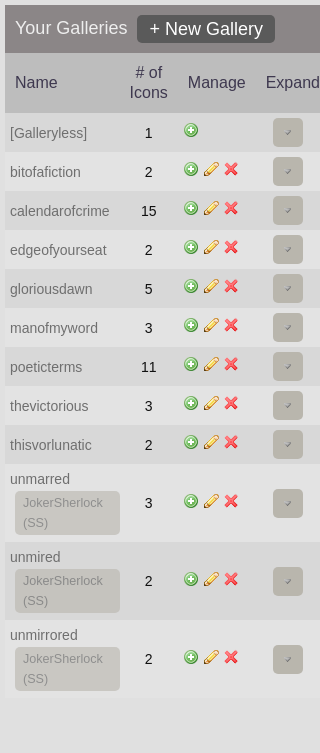 Your Galleries + New Gallery
Name # of Icons Manage Expand
[Galleryless] 1
bitofafiction 2
calendarofcrime 15
edgeofyourseat 2
gloriousdawn 5
manofmyword 3
poeticterms 11
thevictorious 3
thisvorlunatic 2
unmarred
JokerSherlock
(SS)
3
unmired
JokerSherlock
(SS)
2
unmirrored
JokerSherlock
(SS)
2